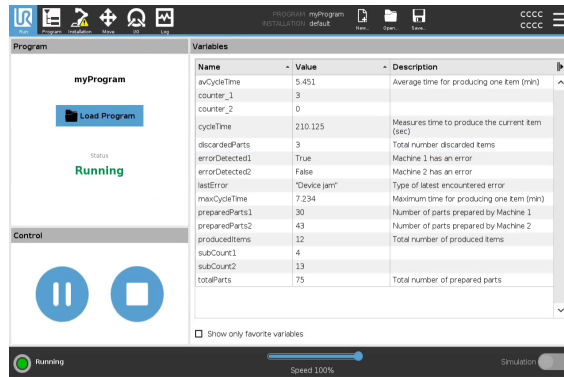 UR
PROGRAM myProgram
INSTALLATION default
CCCC
CCCC
Run Program Installation Move I/O Log New... Open... Save...
Program
Variables
myProgram
Load Program
Status
Running
Control
Name Value Description
avCycleTime 5.451 Average time for producing one item (min)
counter_1 3
counter_2 0
cycleTime 210.125 Measures time to produce the current item
(sec)
discardedParts 3 Total number discarded items
errorDetected1 True Machine 1 has an error
errorDetected2 False Machine 2 has an error
lastError "Device jam" Type of latest encountered error
maxCycleTime 7.234 Maximum time for producing one item (min)
preparedParts1 30 Number of parts prepared by Machine 1
preparedParts2 43 Number of parts prepared by Machine 2
producedItems 12 Total number of produced items
subCount1 4
subCount2 13
totalParts 75 Total number of prepared parts
Show only favorite variables
Running
Speed 100%
Simulation